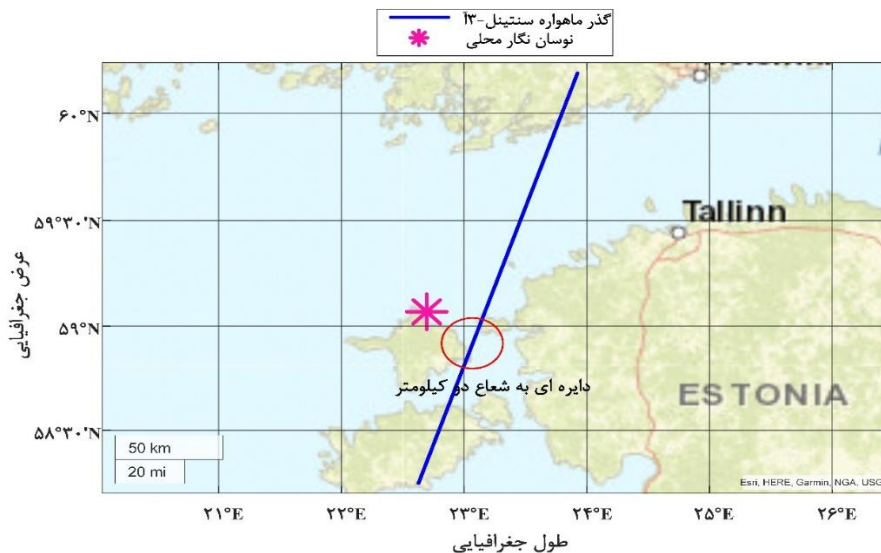 گذر ماهواره سنتینل-۳آ
نوسان نگار محلی
۶۰°N
۵۹°۳۰'N
۵۹°N
۵۸°۳۰'N
عرض جغرافیایی
Tallinn
ESTONIA
دایره ای به شعاع دو کیلومتر
50 km
20 mi
Esri, HERE, Garmin, NGA, USG
۲۱°E
۲۲°E
۲۳°E
۲۴°E
۲۵°E
۲۶°E
طول جغرافیایی